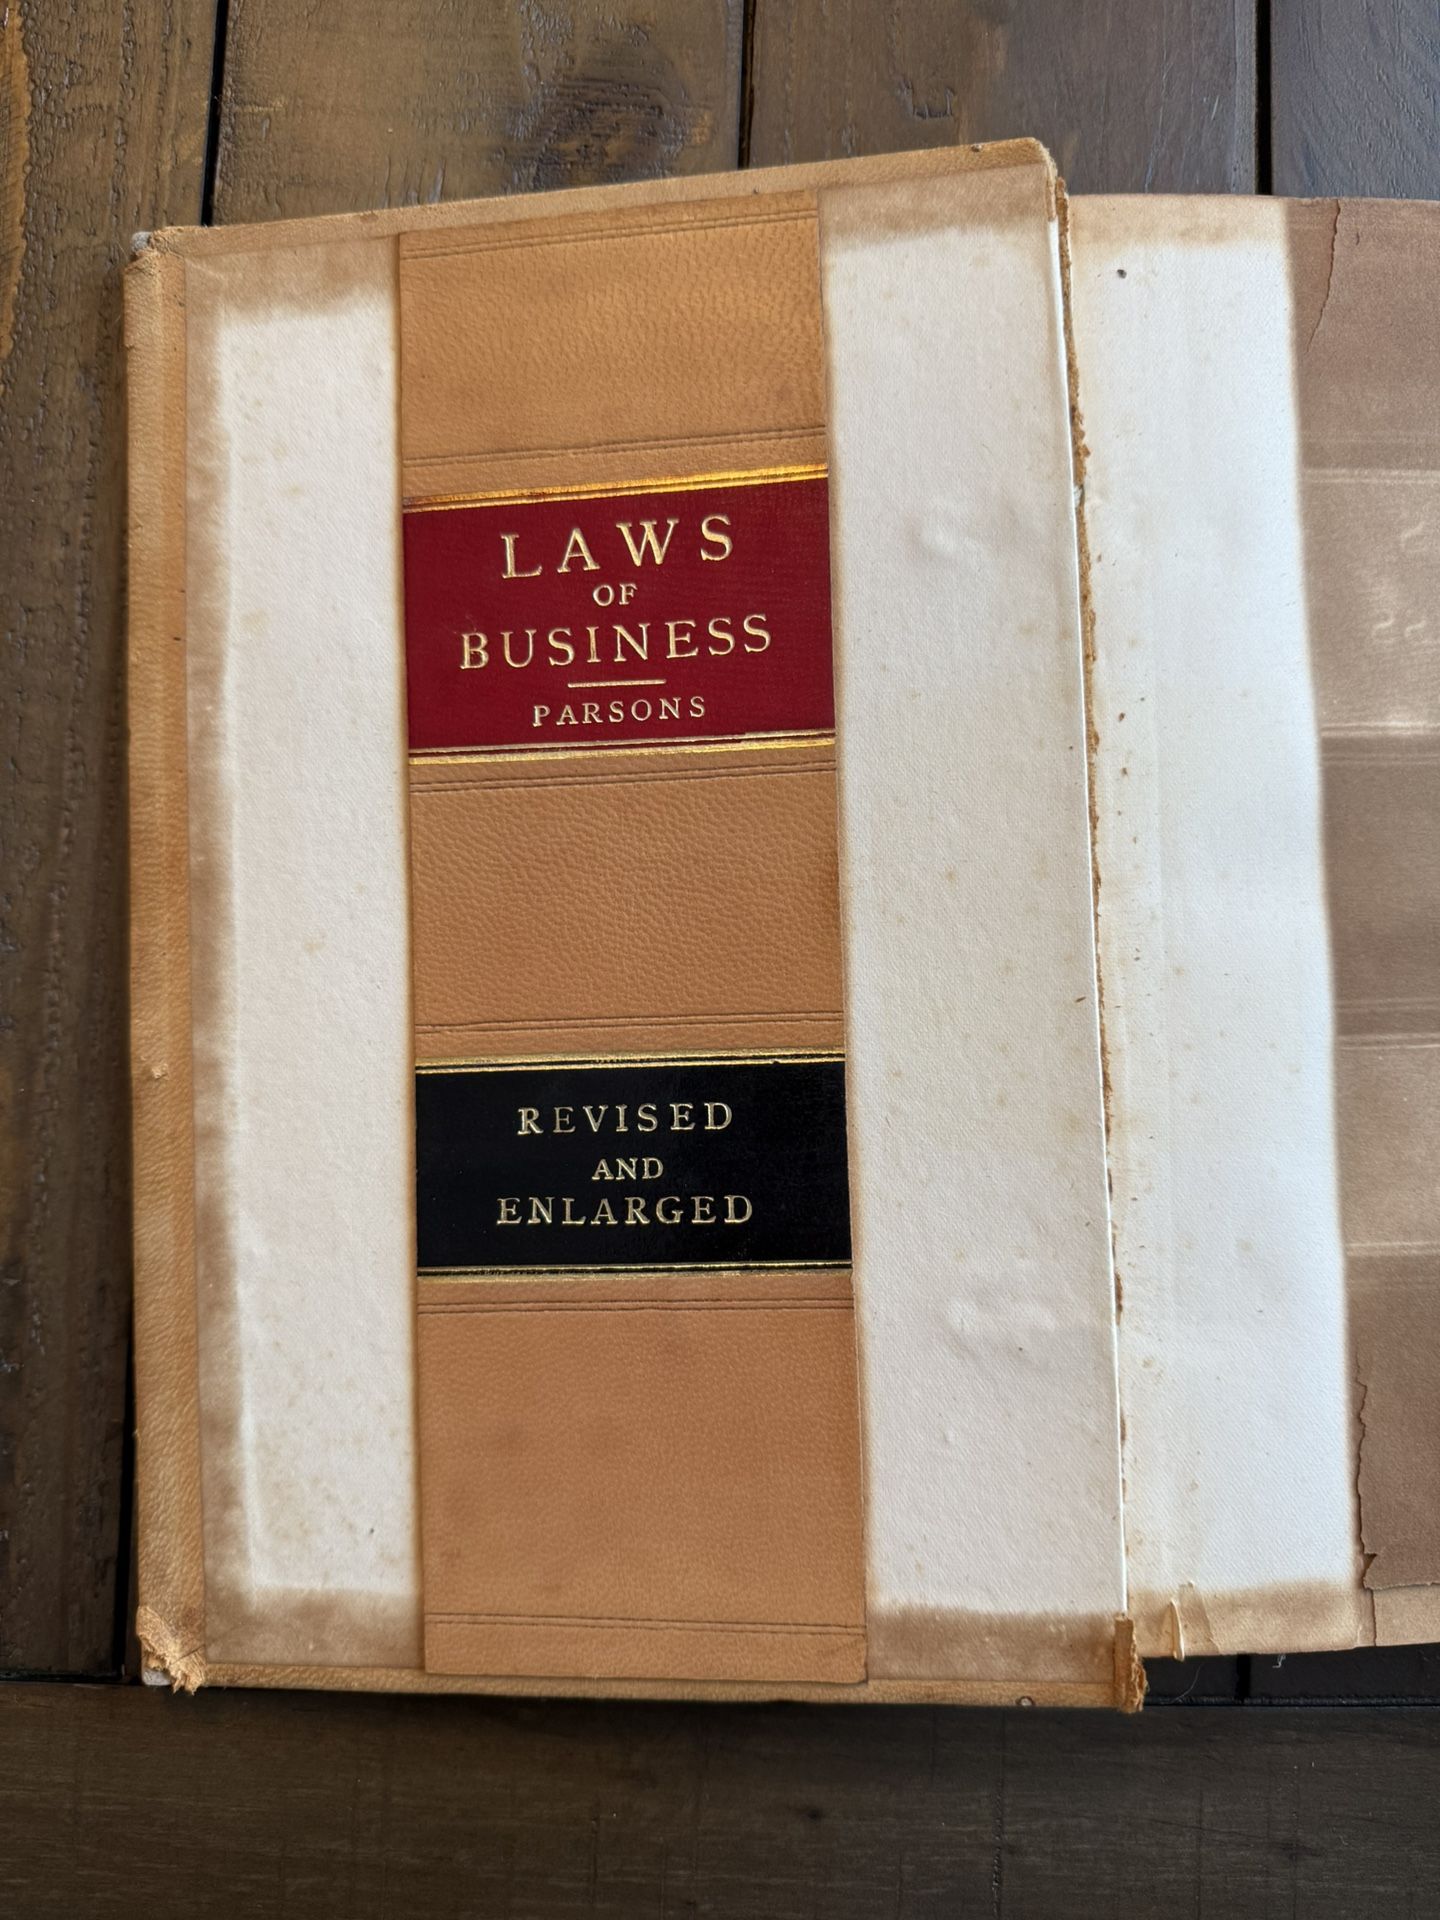 LAWS
OF
BUSINESS
PARSONS
REVISED
AND
ENLARGED